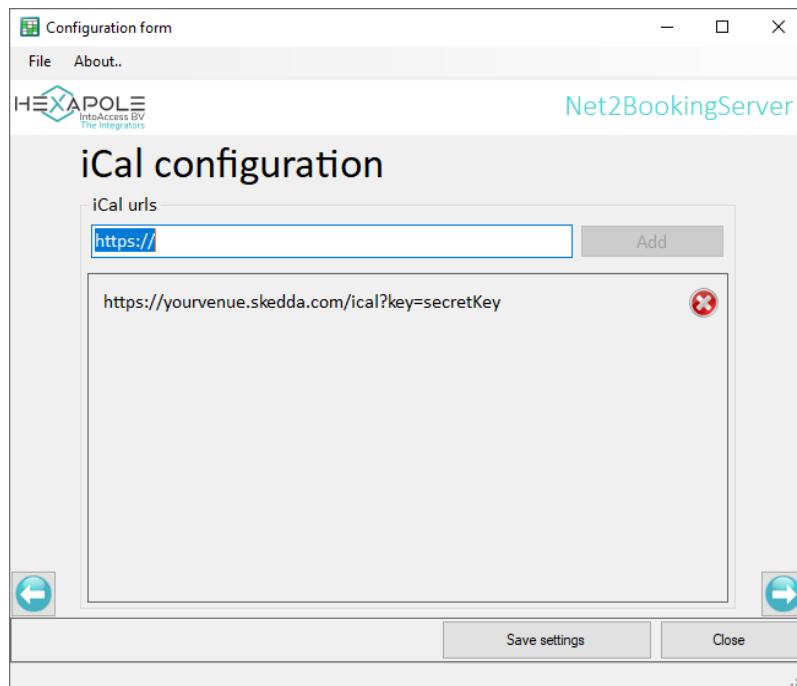 Configuration form
File About..
HEXAPOLE
IntoAccess BV
The Integrators
Net2BookingServer
iCal configuration
iCal urls
https://
Add
https://yourvenue.skedda.com/ical?key=secretKey
Save settings
Close